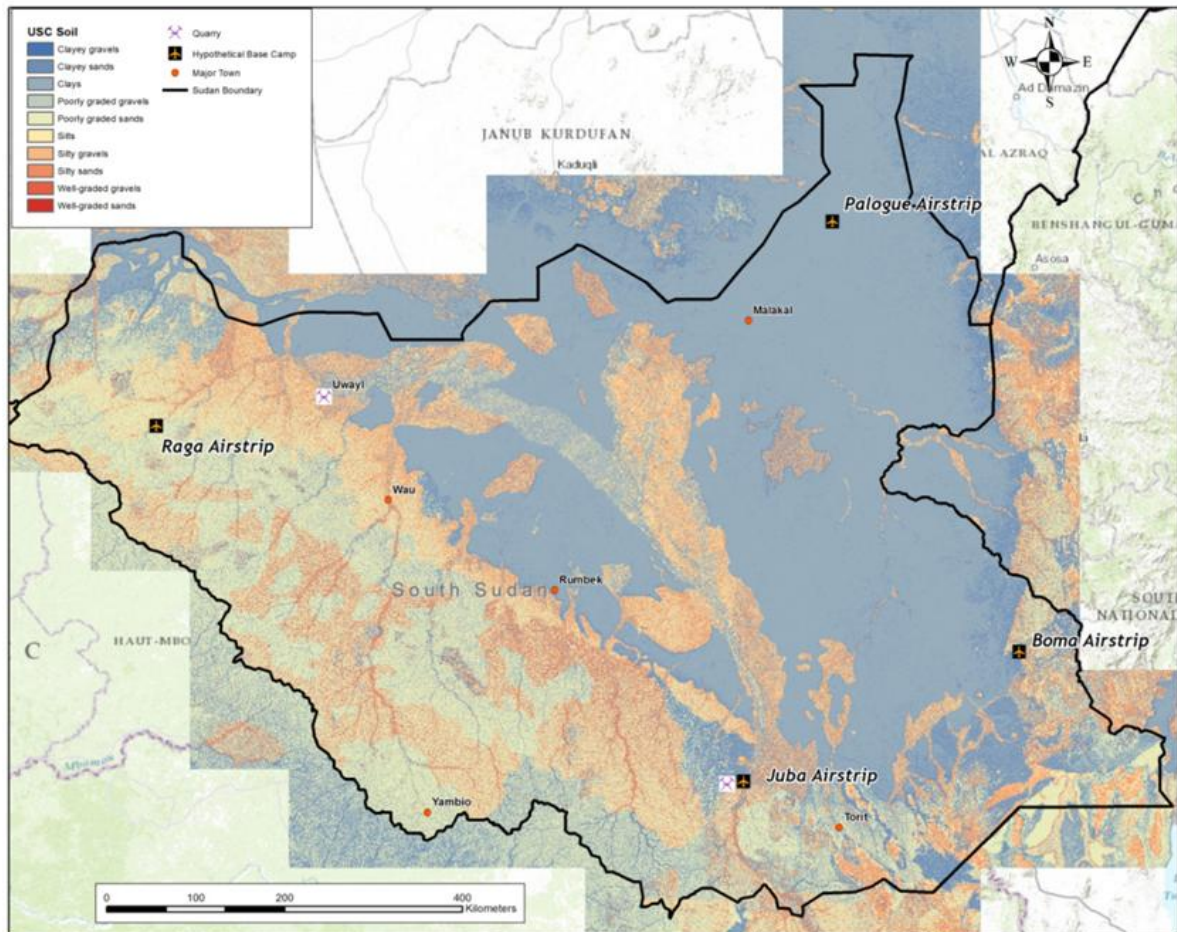 USC Soil
Clayey gravels
Clayey sands
Clays
Poorly graded gravels
Poorly graded sands
Silts
Silty gravels
Silty sands
Well-graded gravels
Well-graded sands
Quarry
Hypothetical Base Camp
Major Town
Sudan Boundary
N
W
E
S
Ad Damazin
JANUB KURDUFAN
AL AZRAQ
Kaduqli
Palogue Airstrip
BENSHANGUL-GUM
Asosa
Malakal
Uwayl
Raga Airstrip
Wau
South Sudan
Rumbek
SOUTH
NATIONAL
HAUT-MBO
C
Boma Airstrip
Juba Airstrip
Yambio
Torit
0
100
200
400
Kilometers